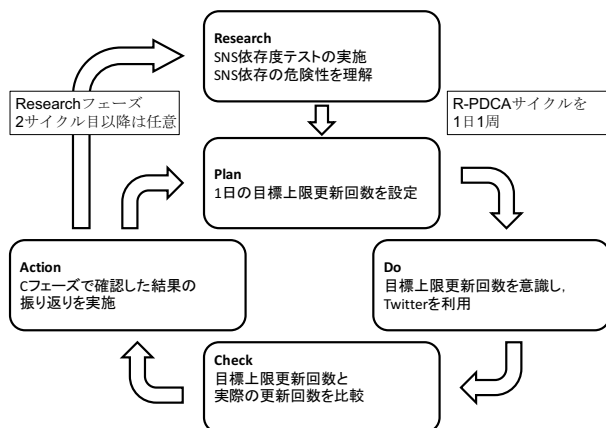 Research
SNS依存度テストの実施
SNS依存の危険性を理解
Researchフェーズ
2サイクル目以降は任意
R-PDCAサイクルを
1日1周
Plan
1日の目標上限更新回数を設定
Action
Cフェーズで確認した結果の
振り返りを実施
Do
目標上限更新回数を意識し,
Twitterを利用
Check
目標上限更新回数と
実際の更新回数を比較